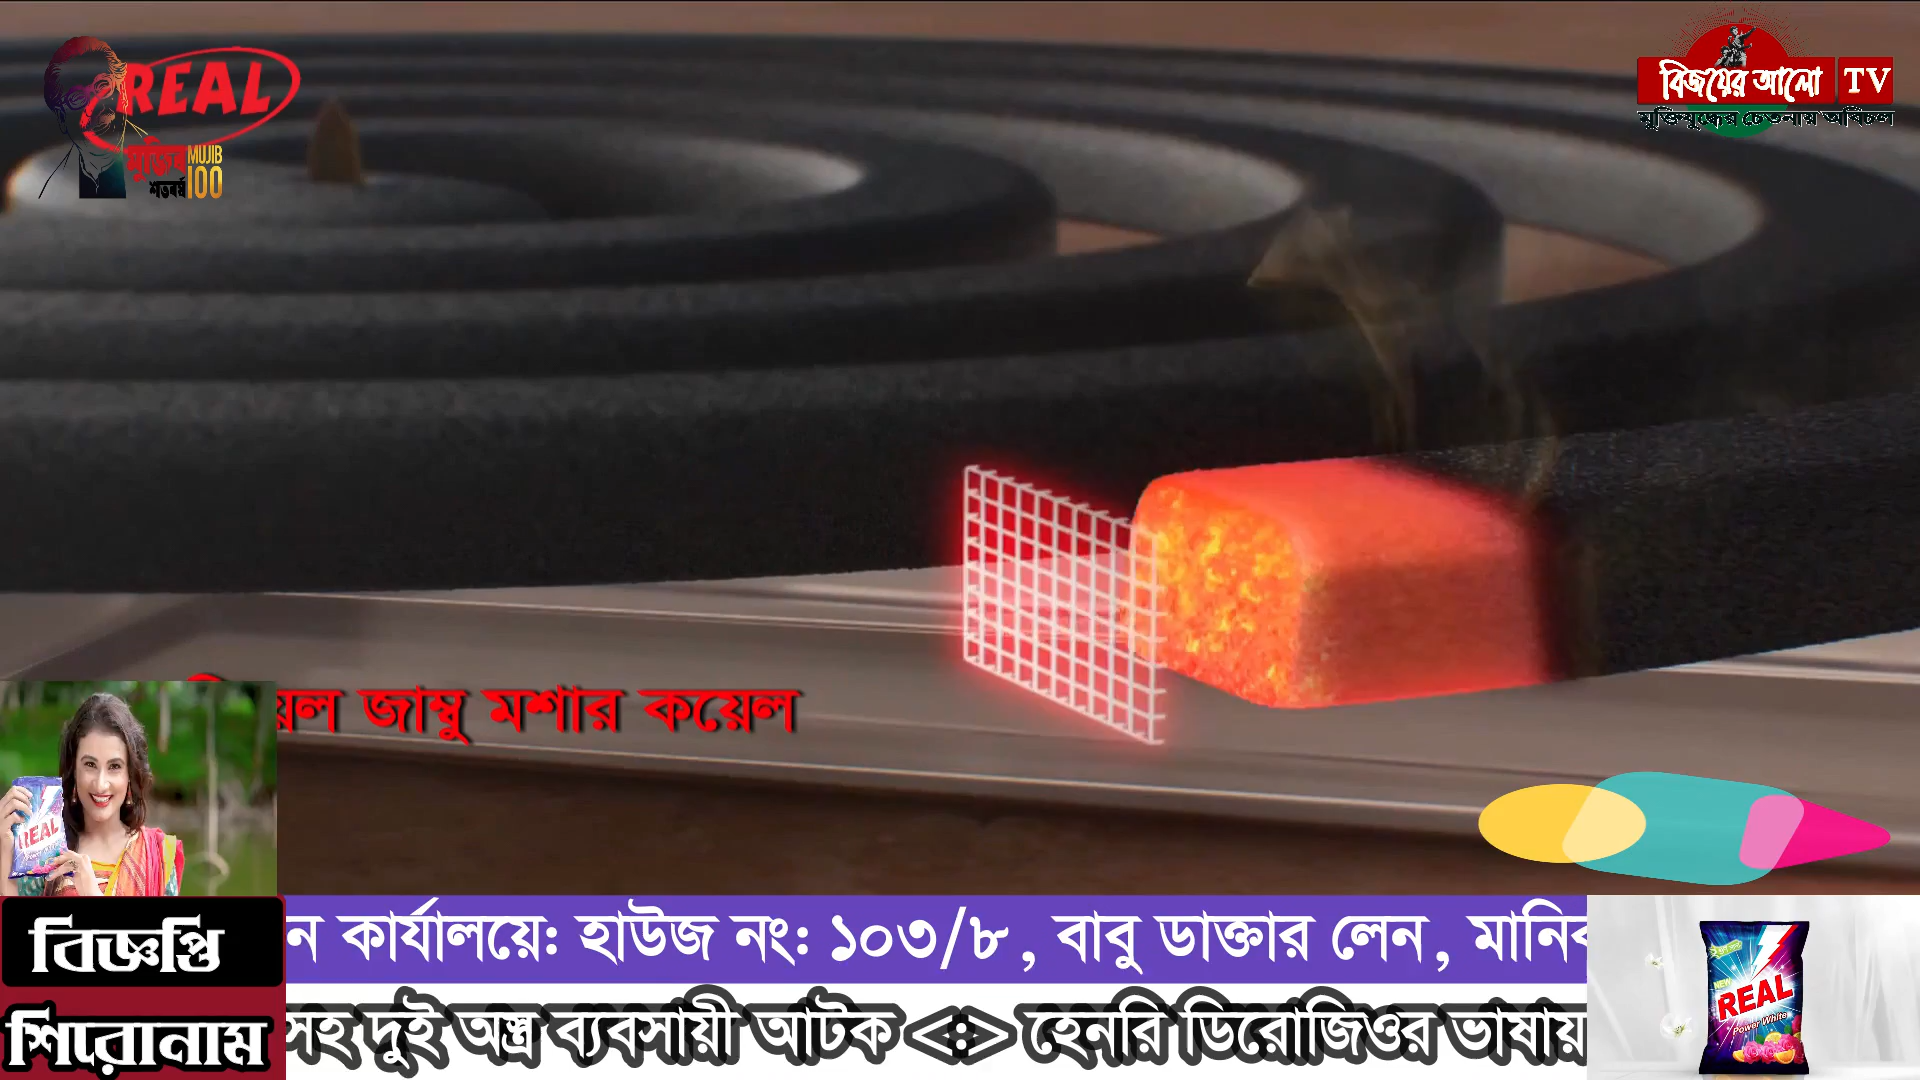 REAL
মুজিব MUJIB
শতবর্ষ 100
বিজয়ের আলো TV
মুক্তিযুদ্ধের চেতনায় অবিচল
য়েল জাম্বু মশার কয়েল
REAL
বিজ্ঞপ্তি
ন কার্যালয়ে: হাউজ নং: ১০৩/৮, বাবু ডাক্তার লেন, মানিক
শিরোনাম
সহ দুই অস্ত্র ব্যবসায়ী আটক <:> হেনরি ডিরোজিওর ভাষায়
NEW
REAL
Power White